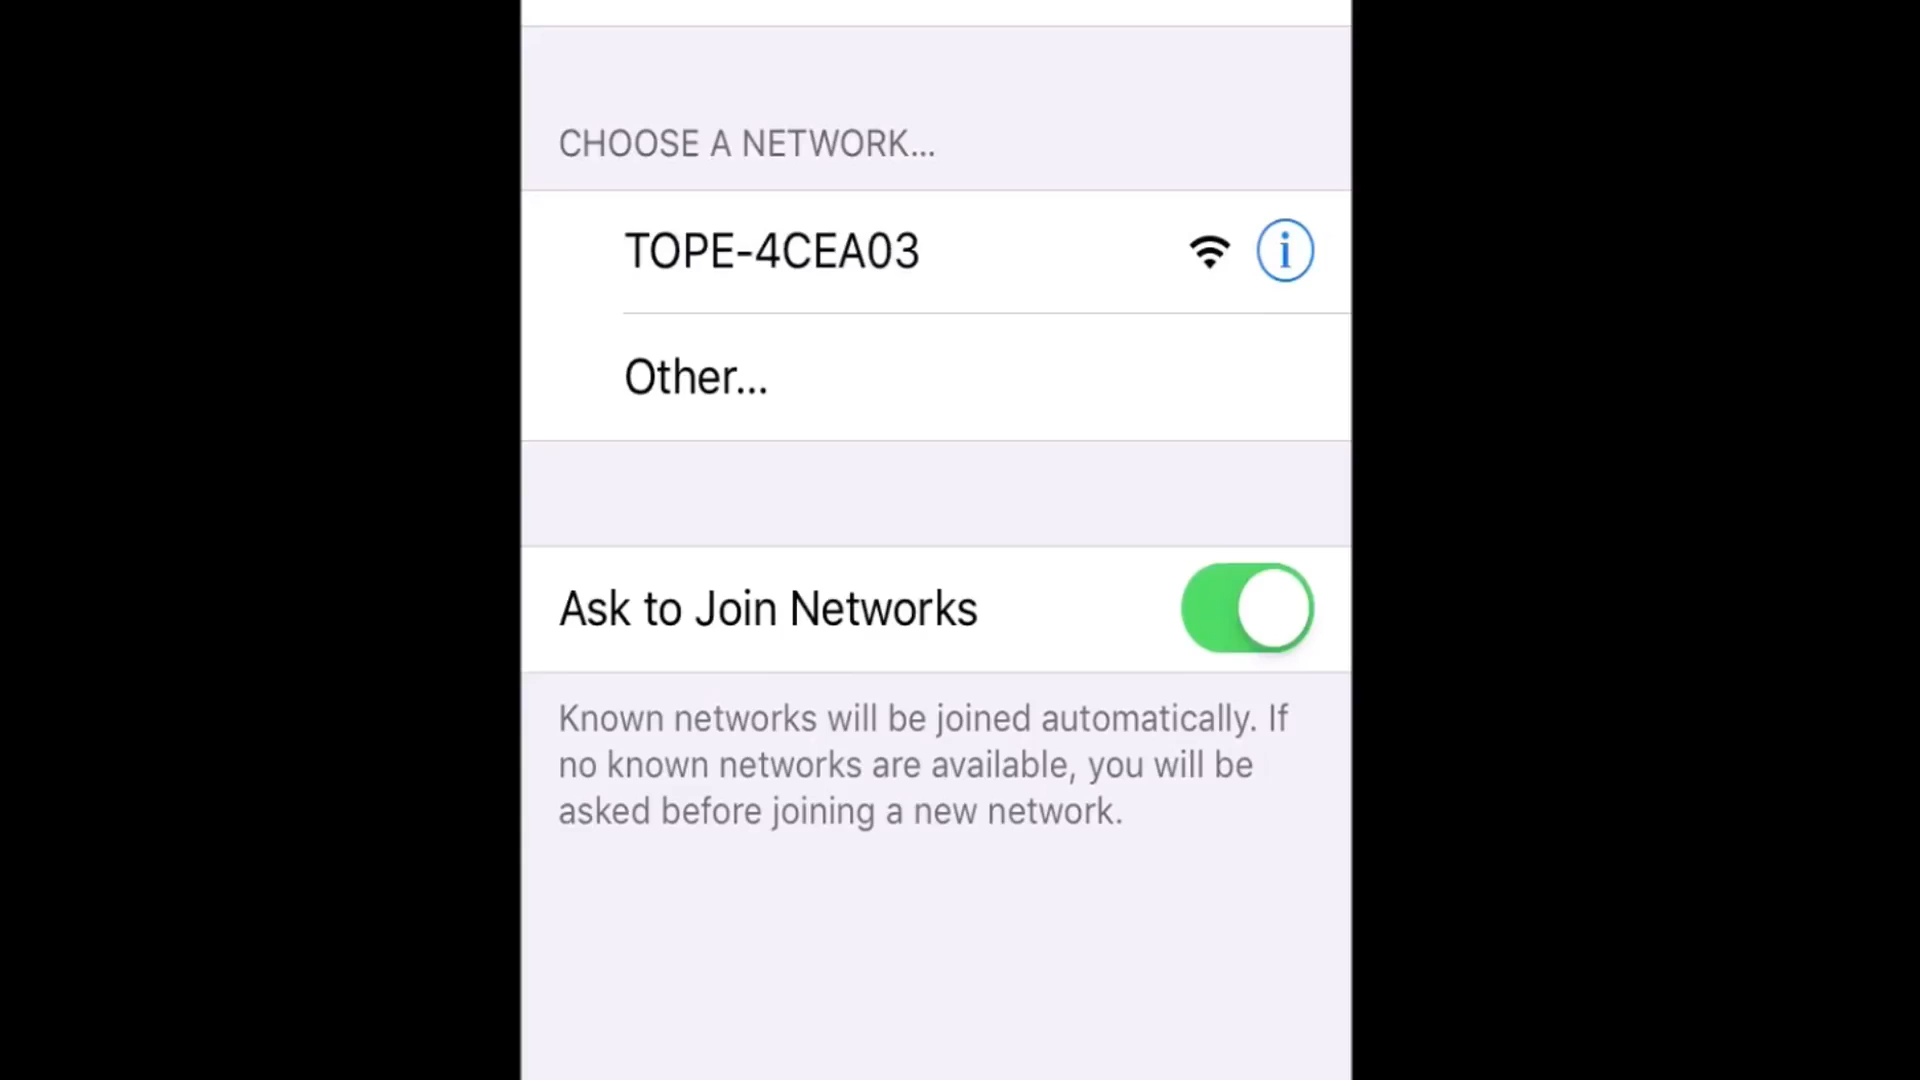 CHOOSE A NETWORK...
TOPE-4CEA03
Other...
Ask to Join Networks
Known networks will be joined automatically. If
no known networks are available, you will be
asked before joining a new network.